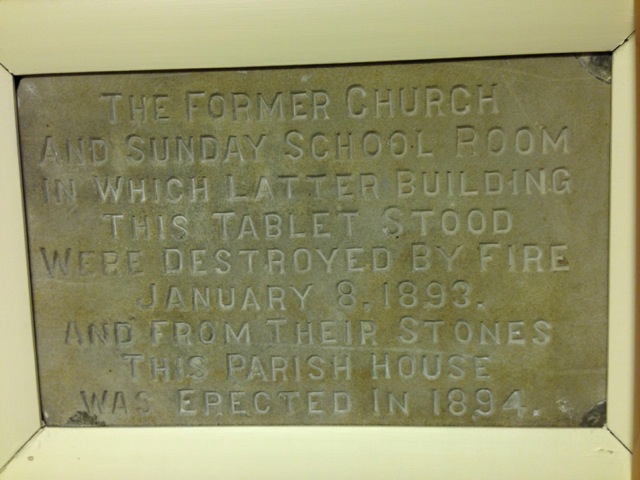 THE FORMER CHURCH
AND SUNDAY SCHOOL ROOM
IN WHICH LATTER BUILDING
THIS TABLET STOOD
WERE DESTROYED BY FIRE
JANUARY 8, 1893.
AND FROM THEIR STONES
THIS PARISH HOUSE
WAS ERECTED IN 1894.